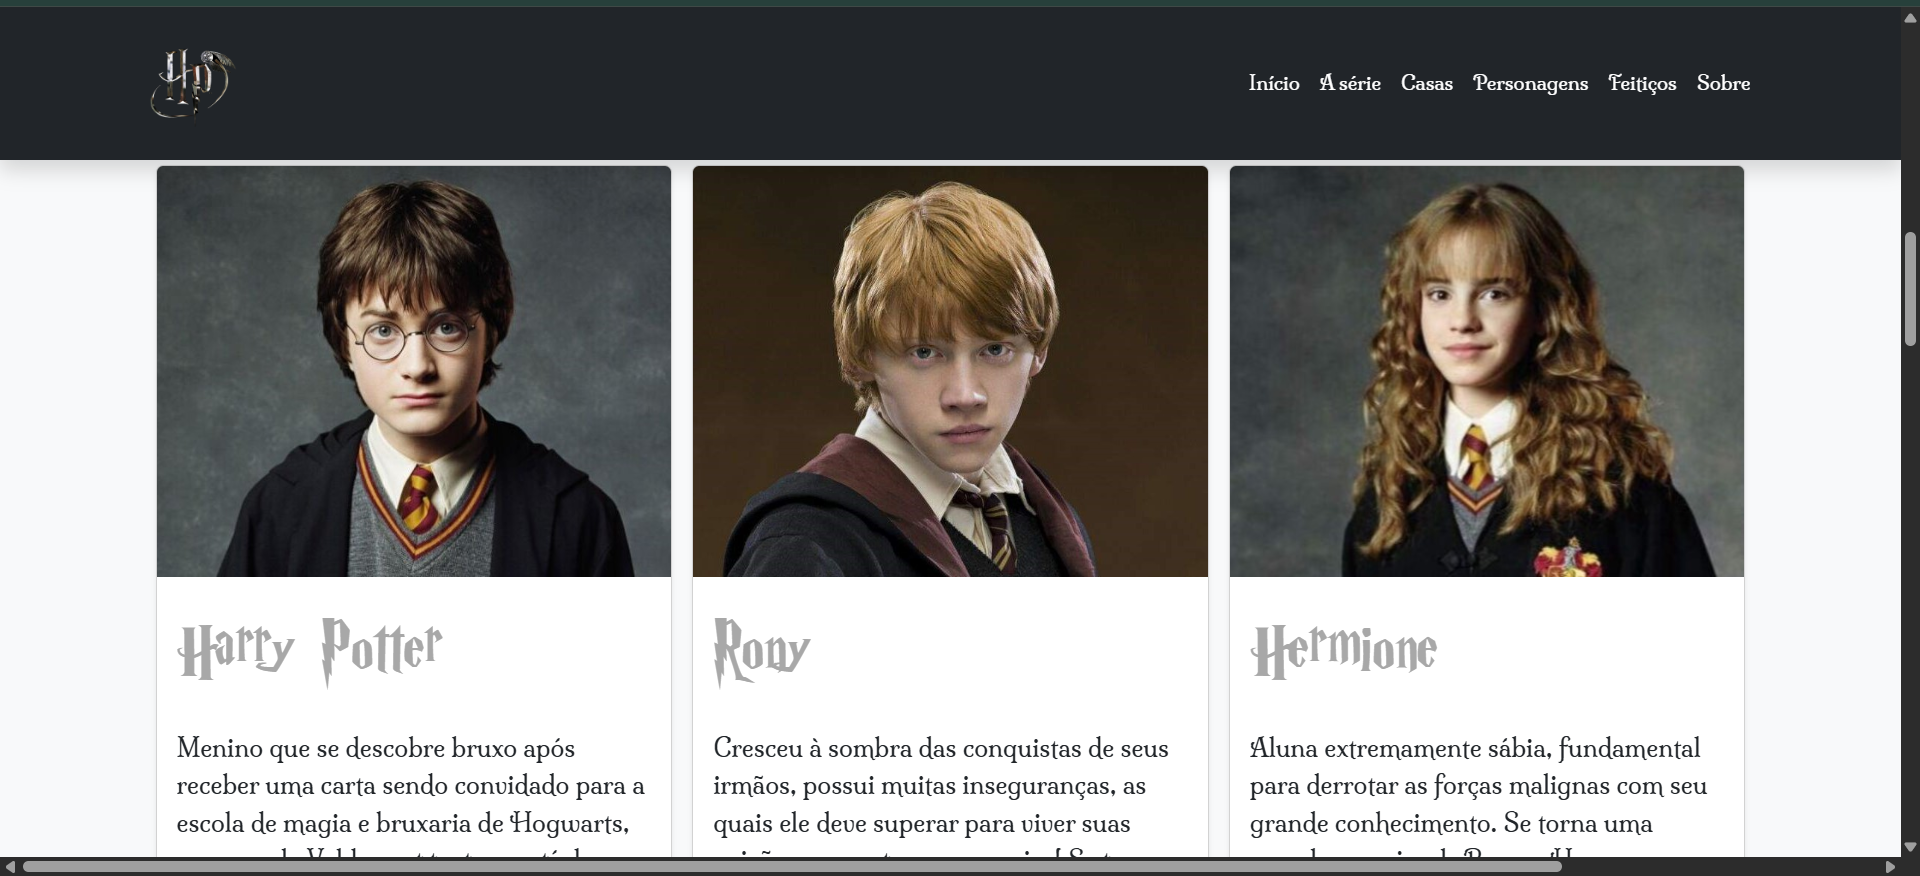 HP
Início A série Casas Personagens Feitiços Sobre
Harry Potter
Menino que se descobre bruxo após
receber uma carta sendo convidado para a
escola de magia e bruxaria de Hogwarts,
Rony
Cresceu à sombra das conquistas de seus
irmãos, possui muitas inseguranças, as
quais ele deve superar para viver suas
Hermione
Aluna extremamente sábia, fundamental
para derrotar as forças malignas com seu
grande conhecimento. Se torna uma